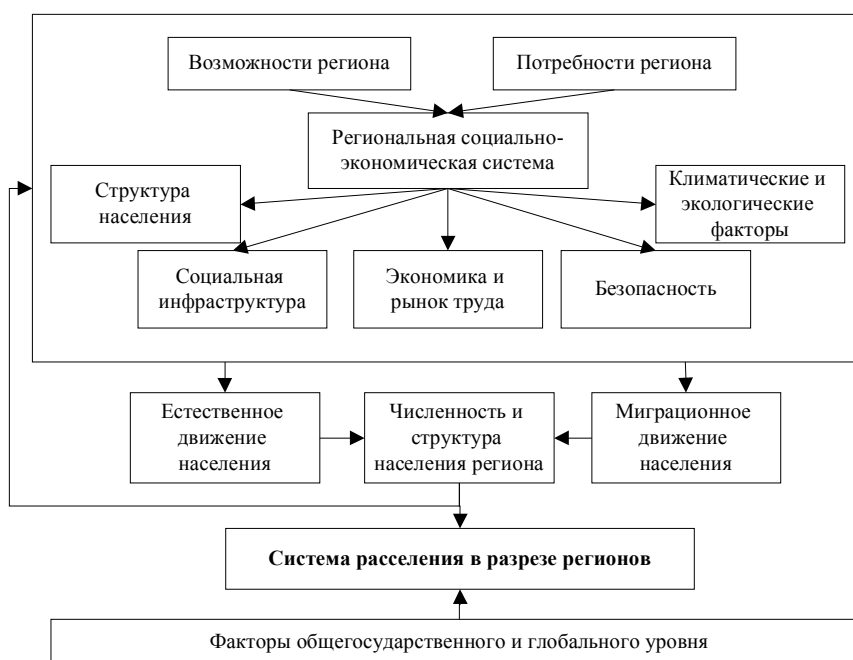 Возможности региона
Потребности региона
Региональная социально-
экономическая система
Структура
населения
Климатические и
экологические
факторы
Социальная
инфраструктура
Экономика и
рынок труда
Безопасность
Естественное
движение
населения
Численность и
структура
населения региона
Миграционное
движение
населения
Система расселения в разрезе регионов
Факторы общегосударственного и глобального уровня